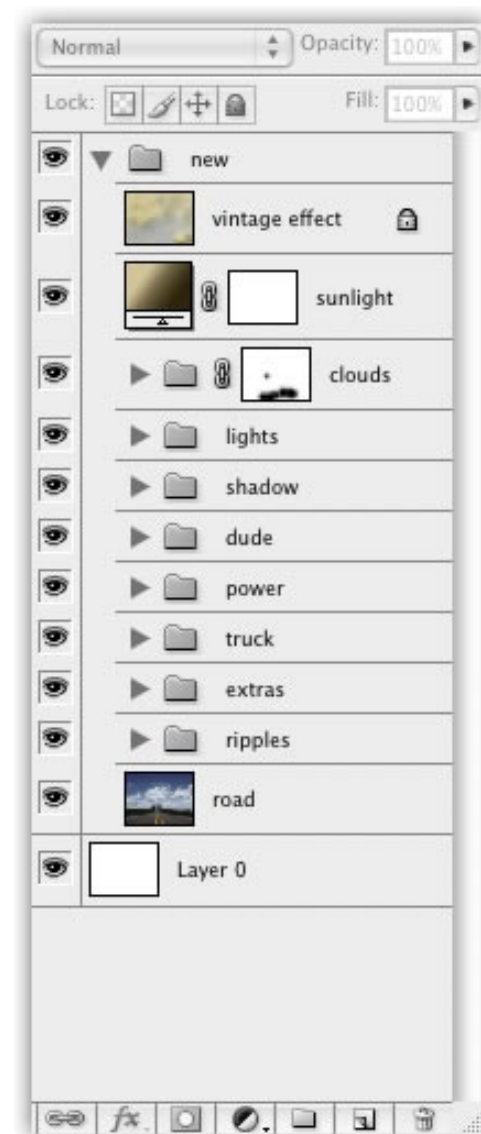 Normal Opacity: 100%
Lock: Fill: 100%
new
vintage effect
sunlight
clouds
lights
shadow
dude
power
truck
extras
ripples
road
Layer 0
fx.